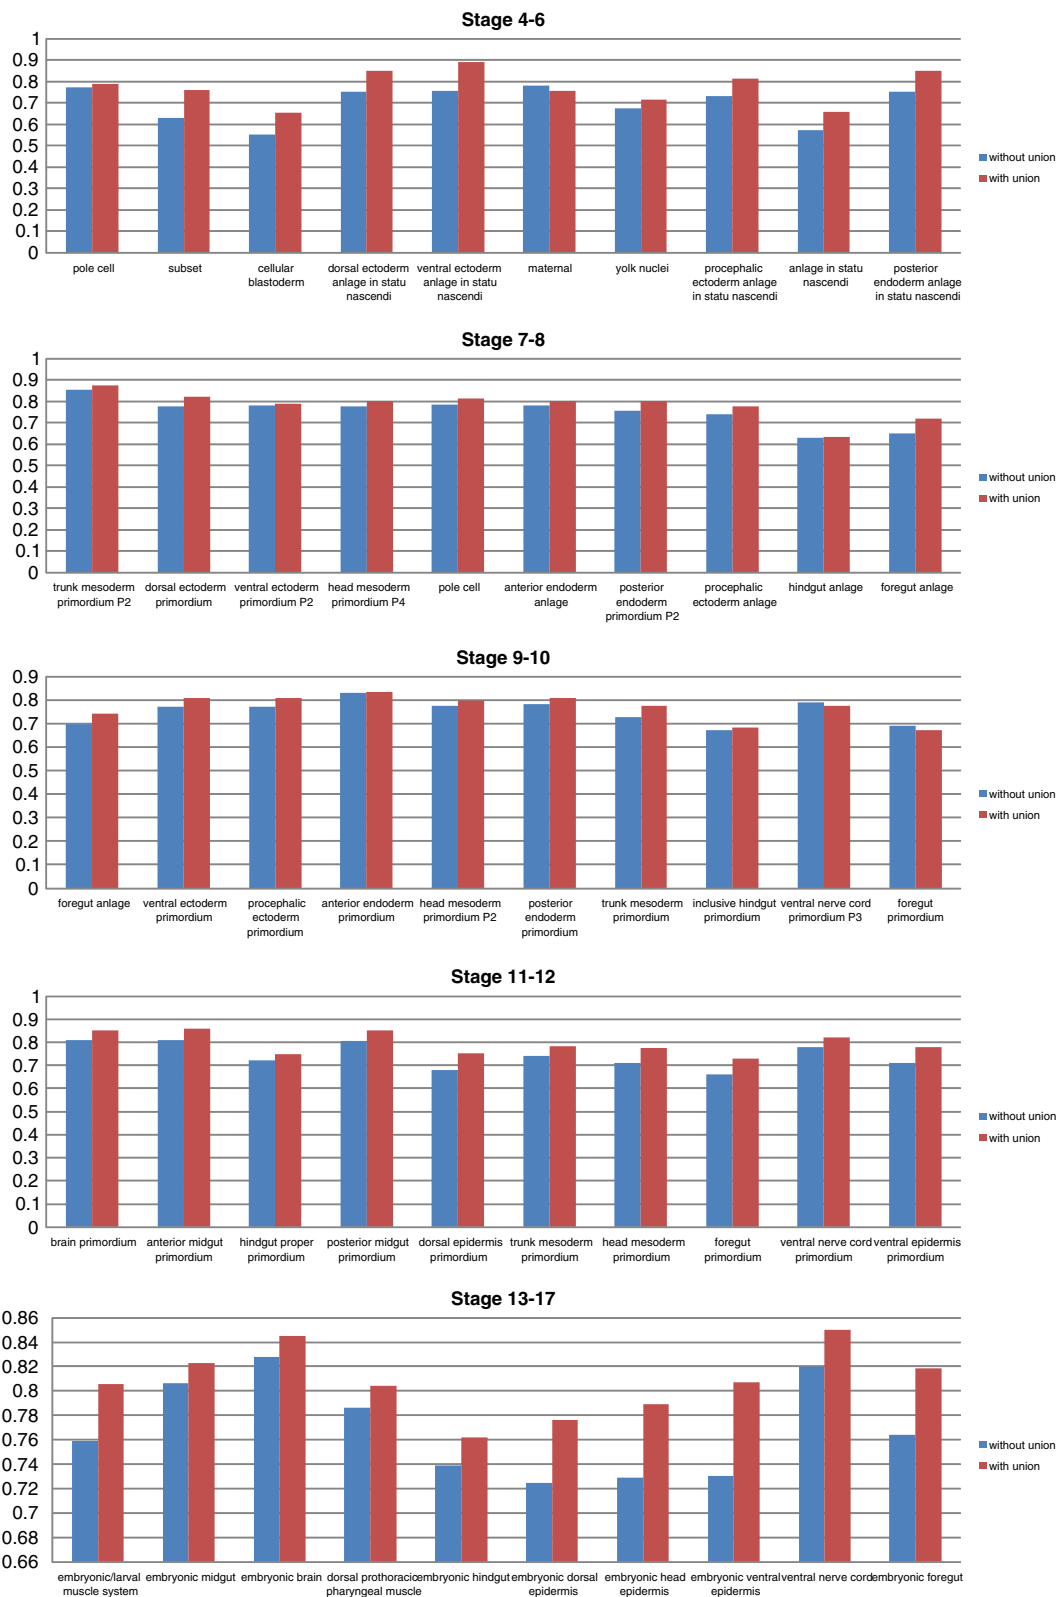 Stage 4-6
1
0.9
0.8
0.7
0.6
0.5
0.4
0.3
0.2
0.1
0
pole cell
subset
cellular
blastoderm
dorsal ectoderm
anlage in statu
nascendi
ventral ectoderm
anlage in statu
nascendi
maternal
yolk nuclei
procephalic
ectoderm anlage
in statu nascendi
anlage in statu
nascendi
posterior
endoderm anlage
in statu nascendi
without union
with union
Stage 7-8
1
0.9
0.8
0.7
0.6
0.5
0.4
0.3
0.2
0.1
0
trunk mesoderm
primordium P2
dorsal ectoderm
primordium
ventral ectoderm
primordium P2
head mesoderm
primordium P4
pole cell
anterior endoderm
anlage
posterior
endoderm
primordium P2
procephalic
ectoderm anlage
hindgut anlage
foregut anlage
without union
with union
Stage 9-10
0.9
0.8
0.7
0.6
0.5
0.4
0.3
0.2
0.1
0
foregut anlage
ventral ectoderm
primordium
procephalic
ectoderm
primordium
anterior endoderm
primordium
head mesoderm
primordium P2
posterior
endoderm
primordium
trunk mesoderm
primordium
inclusive hindgut
primordium
ventral nerve cord
primordium P3
foregut
primordium
without union
with union
Stage 11-12
1
0.9
0.8
0.7
0.6
0.5
0.4
0.3
0.2
0.1
0
brain primordium
anterior midgut
primordium
hindgut proper
primordium
posterior midgut
primordium
dorsal epidermis
primordium
trunk mesoderm
primordium
head mesoderm
primordium
foregut
primordium
ventral nerve cord
primordium
ventral epidermis
primordium
without union
with union
Stage 13-17
0.86
0.84
0.82
0.8
0.78
0.76
0.74
0.72
0.7
0.68
0.66
embryonic/larval
muscle system
embryonic midgut
embryonic brain
dorsal prothoracic
pharyngeal muscle
embryonic hindgut
embryonic dorsal
epidermis
embryonic head
epidermis
embryonic ventral
epidermis
ventral nerve cord
embryonic foregut
without union
with union